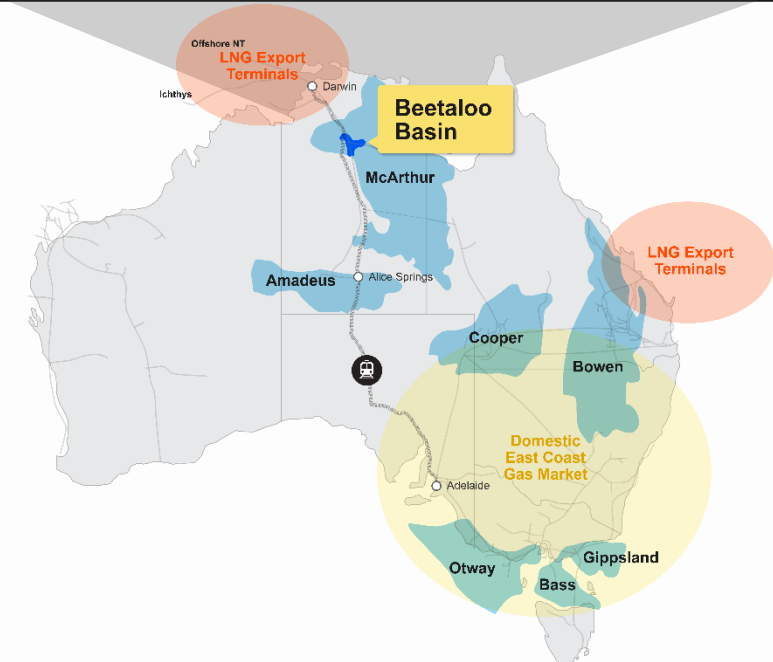 Offshore NT
LNG Export
Terminals
Ichthys
Darwin
Beetaloo
Basin
McArthur
LNG Export
Terminals
Amadeus
Alice Springs
Cooper
Bowen
Domestic
East Coast
Gas Market
Adelaide
Otway
Gippsland
Bass